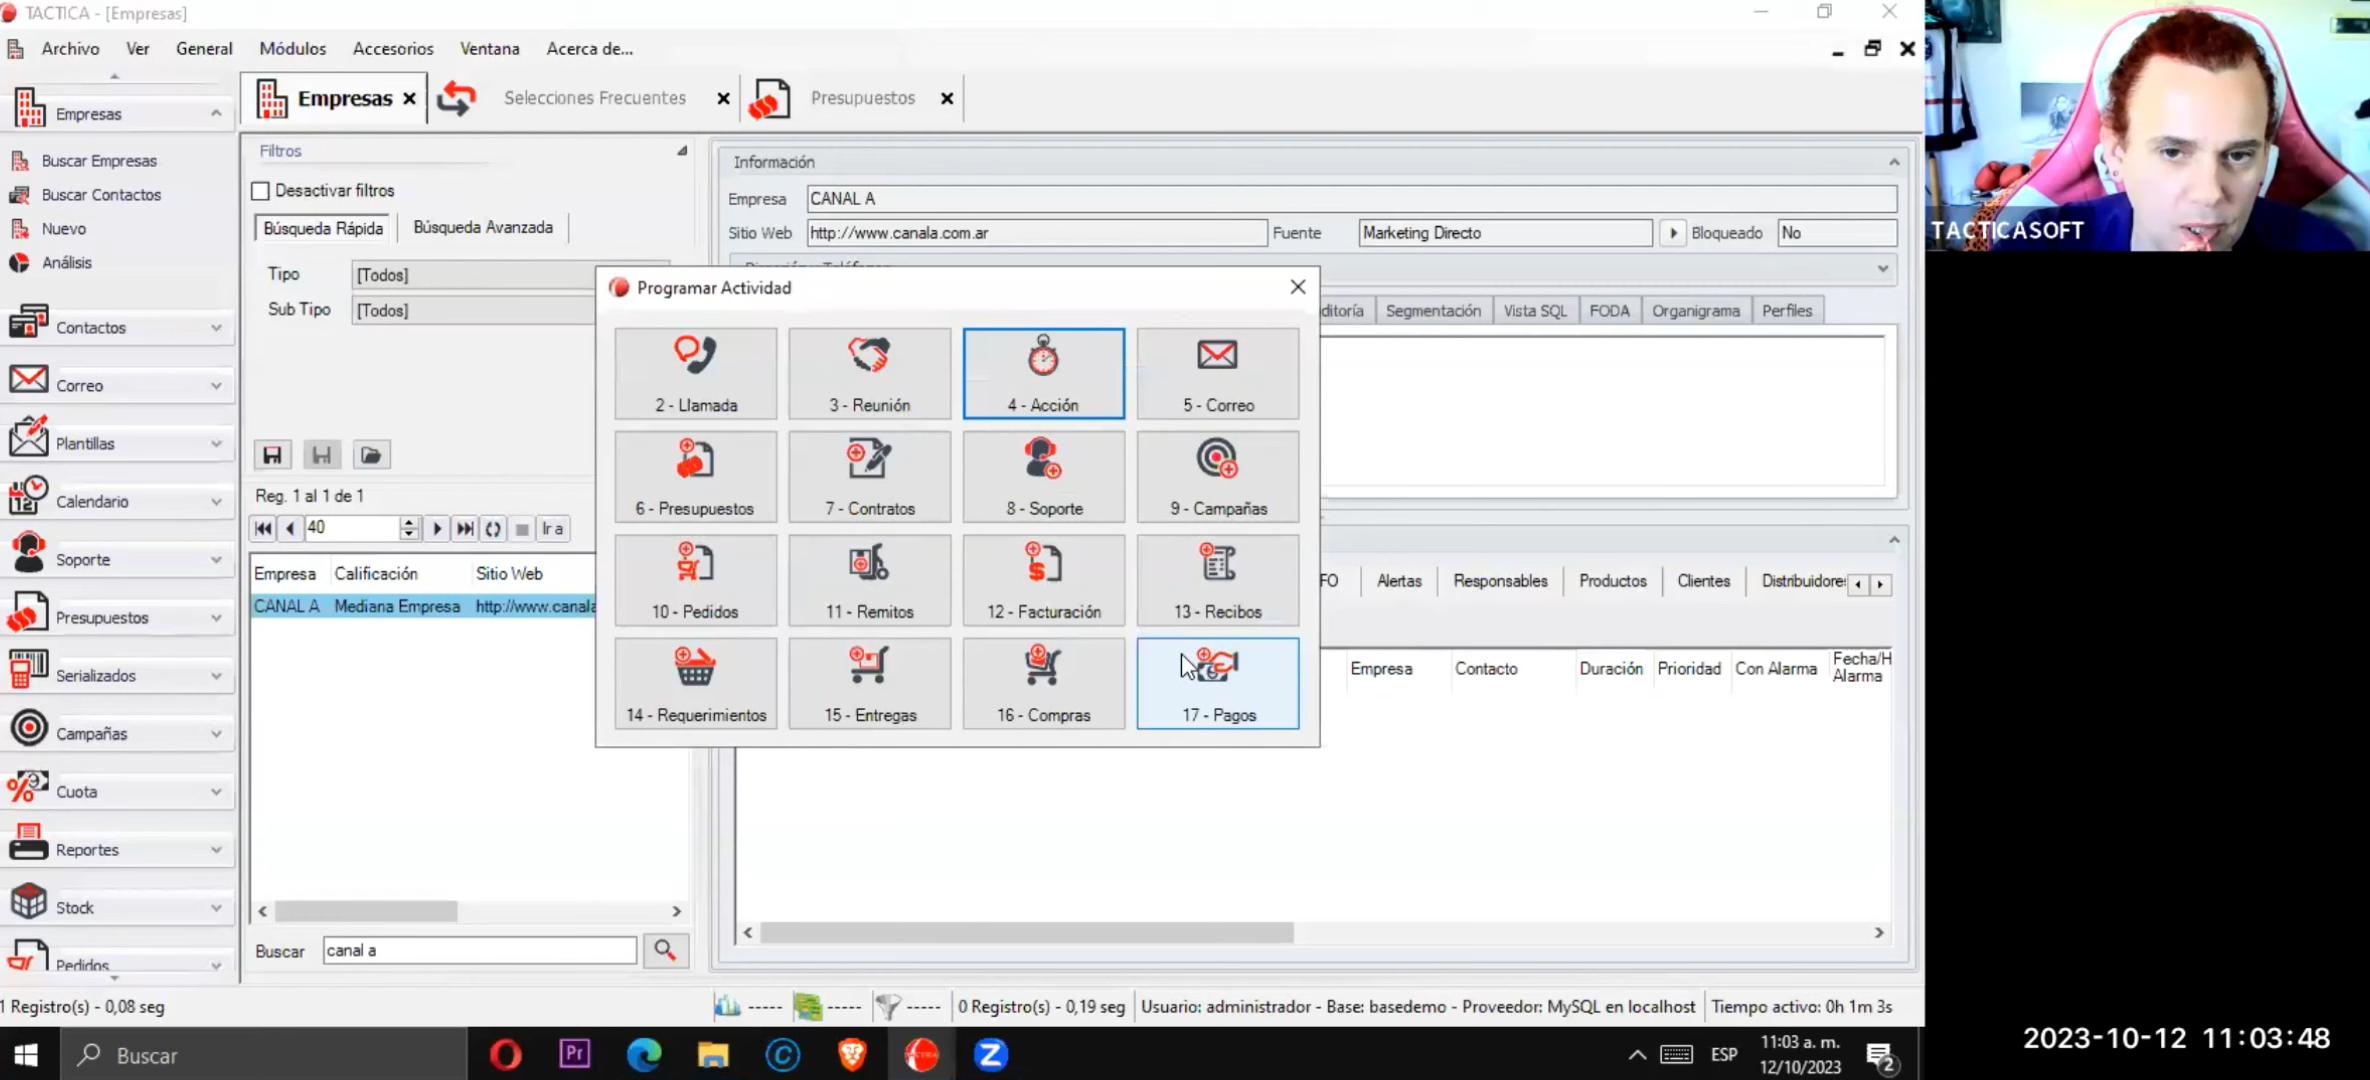 TACTICA - [Empresas]
Archivo Ver General Módulos Accesorios Ventana Acerca de...
Empresas
Selecciones Frecuentes
Presupuestos
Empresas
Buscar Empresas
Buscar Contactos
Nuevo
Análisis
Contactos
Correo
Plantillas
Calendario
Soporte
Presupuestos
Serializados
Campañas
Cuota
Reportes
Stock
Pedidos
Filtros
Desactivar filtros
Búsqueda Rápida Búsqueda Avanzada
Tipo [Todos]
Sub Tipo [Todos]
Reg. 1 al 1 de 1
40 Ir a
Empresa Calificación Sitio Web
CANAL A Mediana Empresa http://www.canala
Buscar canal a
Información
Empresa CANAL A
Sitio Web http://www.canala.com.ar Fuente Marketing Directo Bloqueado No
ditoría Segmentación Vista SQL FODA Organigrama Perfiles
Programar Actividad
2 - Llamada 3 - Reunión 4 - Acción 5 - Correo
6 - Presupuestos 7 - Contratos 8 - Soporte 9 - Campañas
10 - Pedidos 11 - Remitos 12 - Facturación 13 - Recibos
14 - Requerimientos 15 - Entregas 16 - Compras 17 - Pagos
FO Alertas Responsables Productos Clientes Distribuidore
Empresa Contacto Duración Prioridad Con Alarma Fecha/H
Alarma
1 Registro(s) - 0,08 seg ----- ----- ----- 0 Registro(s) - 0,19 seg Usuario: administrador - Base: basedemo - Proveedor: MySQL en localhost Tiempo activo: 0h 1m 3s
Buscar
Pr
ESP
11:03 a. m.
12/10/2023
2
TACTICASOFT
2023-10-12 11:03:48